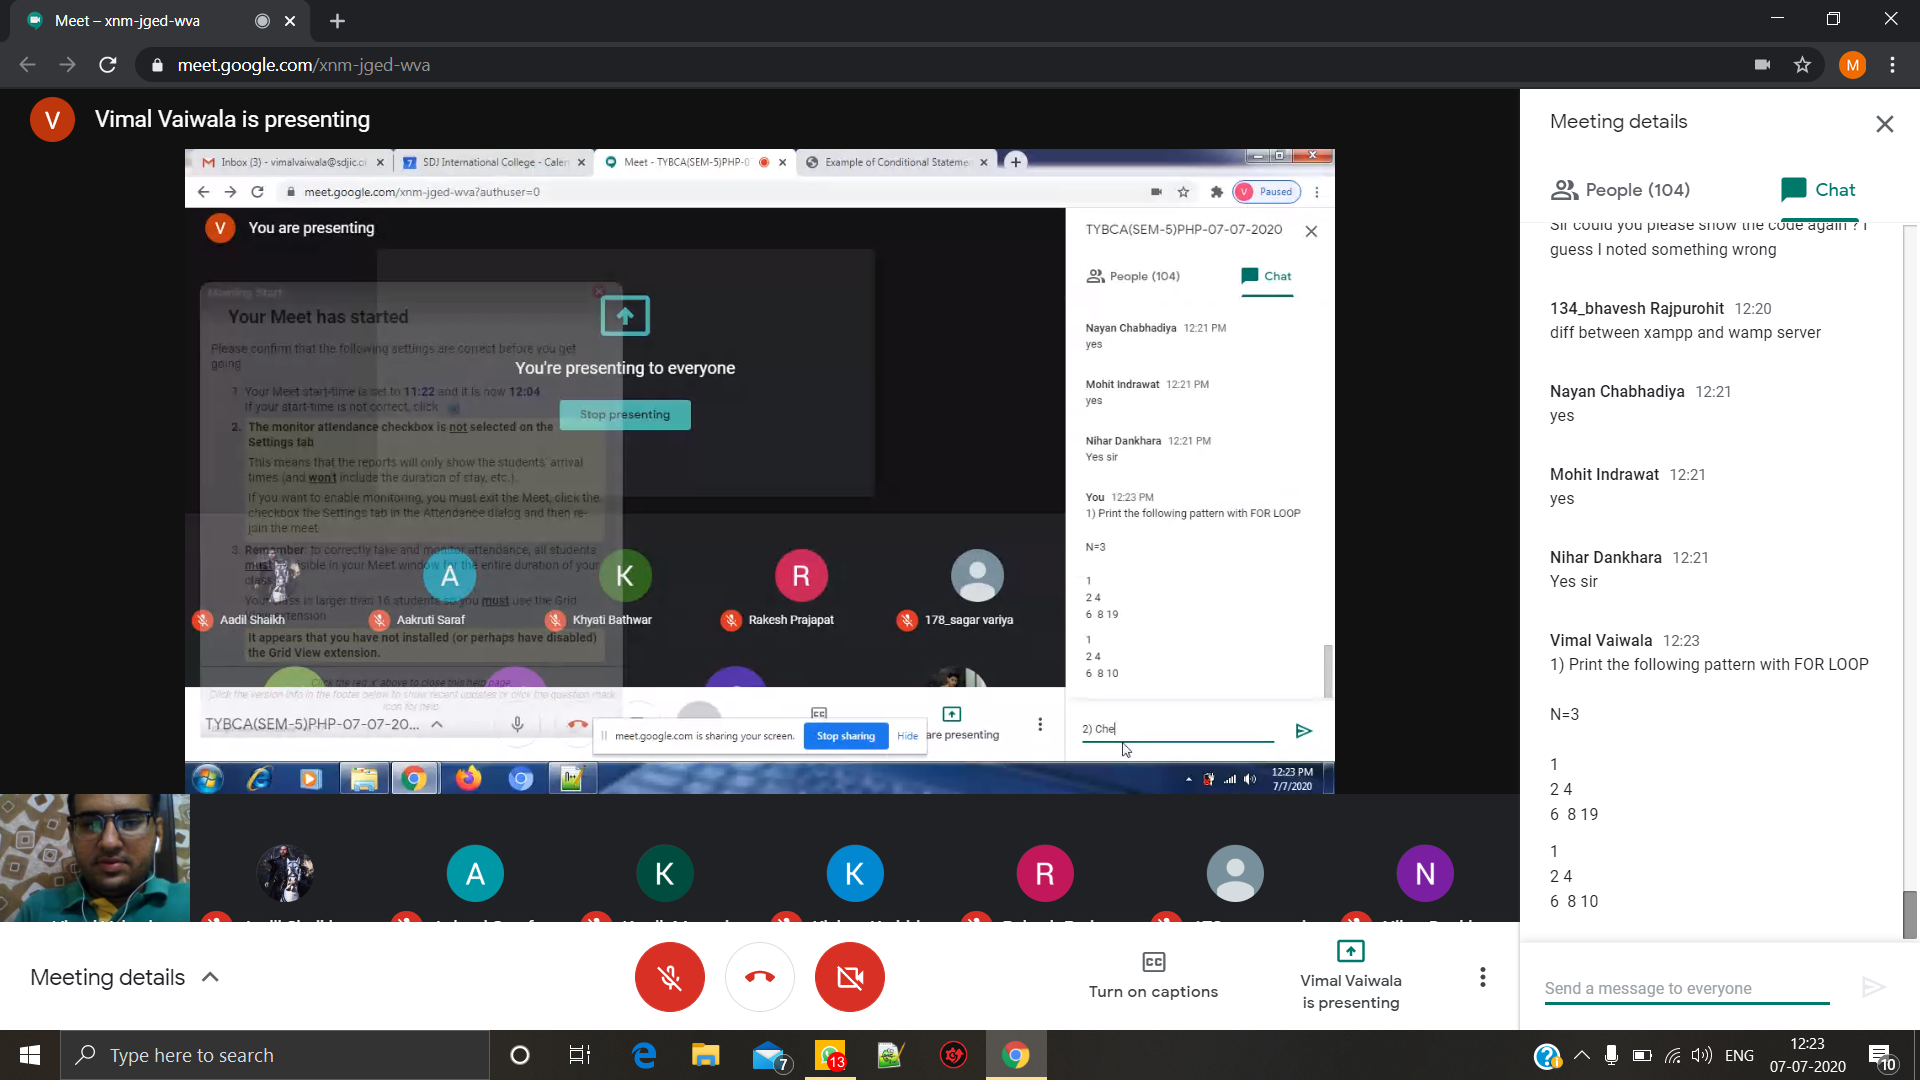 Meet – xnm-jged-wva
meet.google.com/xnm-jged-wva
M
V
Vimal Vaiwala is presenting
Inbox (3) - vimalvaiwala@sdjic.o
SDJ International College - Calen
Meet - TYBCA(SEM-5)PHP-0
Example of Conditional Stateme
meet.google.com/xnm-jged-wva?authuser=0
V Paused
V
You are presenting
Your Meet has started
Please confirm that the following settings are correct before you get
going
1. Your Meet start-time is set to 11:22 and it is now 12:04
If your start-time is not correct, click
2. The monitor attendance checkbox is not selected on the
Settings tab
This means that the reports will only show the students' arrival
times (and won't include the duration of stay, etc.).
If you want to enable monitoring, you must exit the Meet, click the
checkbox the Settings tab in the Attendance dialog and then re-
join the meet
3. Remember: to correctly take and monitor attendance, all students
must
visible in your Meet window for the entire duration of your
class
Your class is larger than 16 students so you must use the Grid
extension
It appears that you have not installed (or perhaps have disabled)
the Grid View extension.
Click the red 'x' above to close this help page.
Click the version info in the footer below to show recent updates or click the question mark
icon for help.
You're presenting to everyone
Stop presenting
A
K
R
Aadil Shaikh
Aakruti Saraf
Khyati Bathwar
Rakesh Prajapat
178_sagar variya
TYBCA(SEM-5)PHP-07-07-20...
meet.google.com is sharing your screen.
Stop sharing
Hide
are presenting
TYBCA(SEM-5)PHP-07-07-2020
People (104)
Chat
Nayan Chabhadiya 12:21 PM
yes
Mohit Indrawat 12:21 PM
yes
Nihar Dankhara 12:21 PM
Yes sir
You 12:23 PM
1) Print the following pattern with FOR LOOP
N=3
1
2 4
6 8 19
1
2 4
6 8 10
2) Che
12:23 PM
7/7/2020
A
K
K
R
N
Meeting details
Turn on captions
Vimal Vaiwala
is presenting
Meeting details
People (104)
Chat
Sir could you please show the code again ? I
guess I noted something wrong
134_bhavesh Rajpurohit 12:20
diff between xampp and wamp server
Nayan Chabhadiya 12:21
yes
Mohit Indrawat 12:21
yes
Nihar Dankhara 12:21
Yes sir
Vimal Vaiwala 12:23
1) Print the following pattern with FOR LOOP
N=3
1
2 4
6 8 19
1
2 4
6 8 10
Send a message to everyone
Type here to search
7
13
ENG
12:23
07-07-2020
10